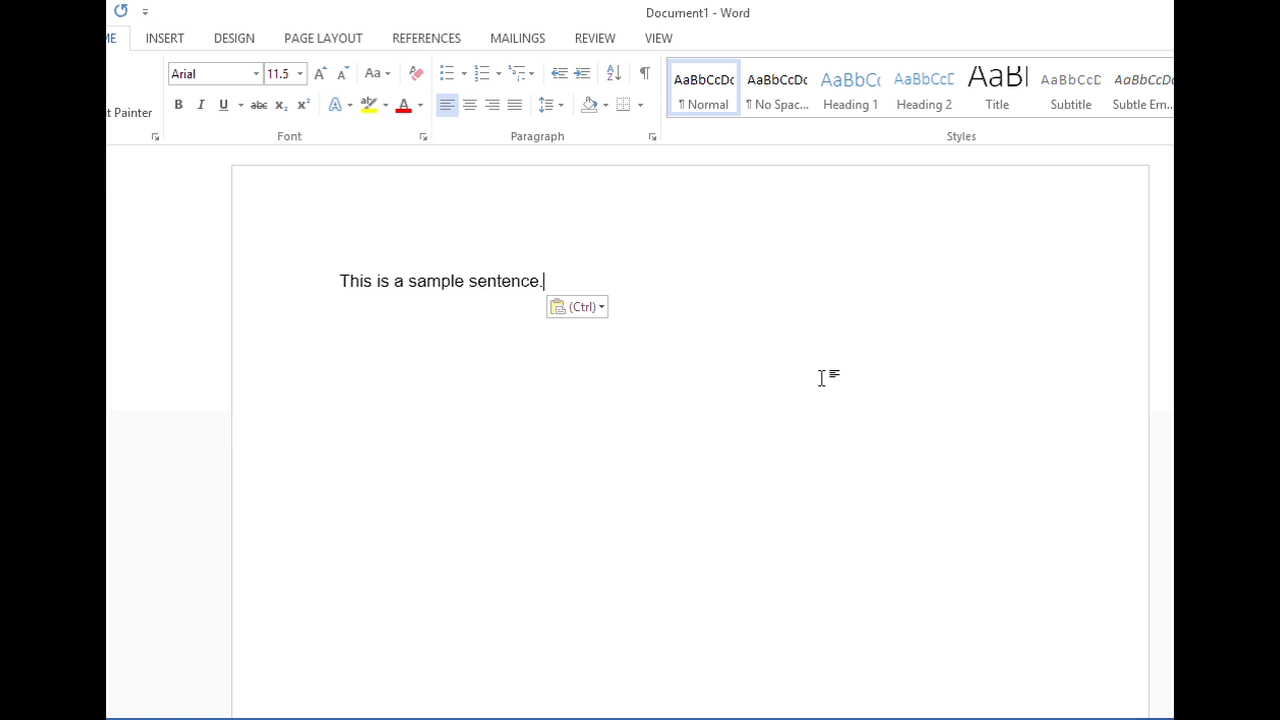 Document1 - Word
ME INSERT DESIGN PAGE LAYOUT REFERENCES MAILINGS REVIEW VIEW
Arial 11.5 Aa
AaBbCcDc AaBbCcDc AaBbCc AaBbCcD AaBl AaBbCcD AaBbCcDc
t Painter B I U abc x₂ x² A ab A
¶ Normal ¶ No Spac... Heading 1 Heading 2 Title Subtitle Subtle Em...
Font Paragraph Styles
This is a sample sentence.
(Ctrl)